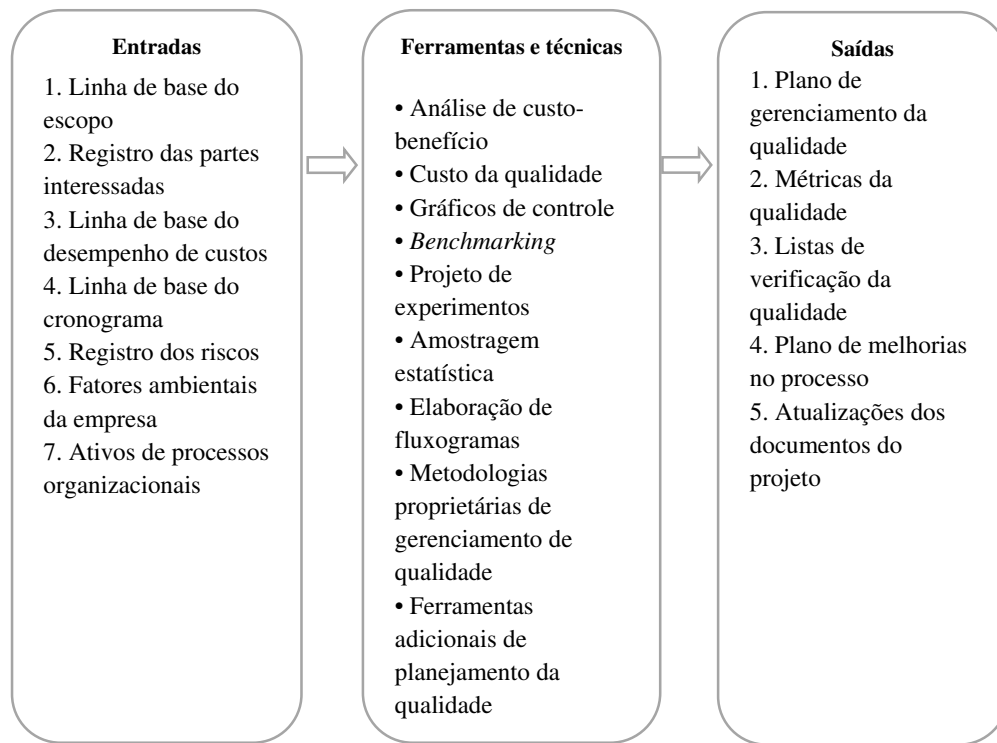 Entradas
1. Linha de base do
escopo
2. Registro das partes
interessadas
3. Linha de base do
desempenho de custos
4. Linha de base do
cronograma
5. Registro dos riscos
6. Fatores ambientais
da empresa
7. Ativos de processos
organizacionais
Ferramentas e técnicas
• Análise de custo-
benefício
• Custo da qualidade
• Gráficos de controle
• Benchmarking
• Projeto de
experimentos
• Amostragem
estatística
• Elaboração de
fluxogramas
• Metodologias
proprietárias de
gerenciamento de
qualidade
• Ferramentas
adicionais de
planejamento da
qualidade
Saídas
1. Plano de
gerenciamento da
qualidade
2. Métricas da
qualidade
3. Listas de
verificação da
qualidade
4. Plano de melhorias
no processo
5. Atualizações dos
documentos do
projeto